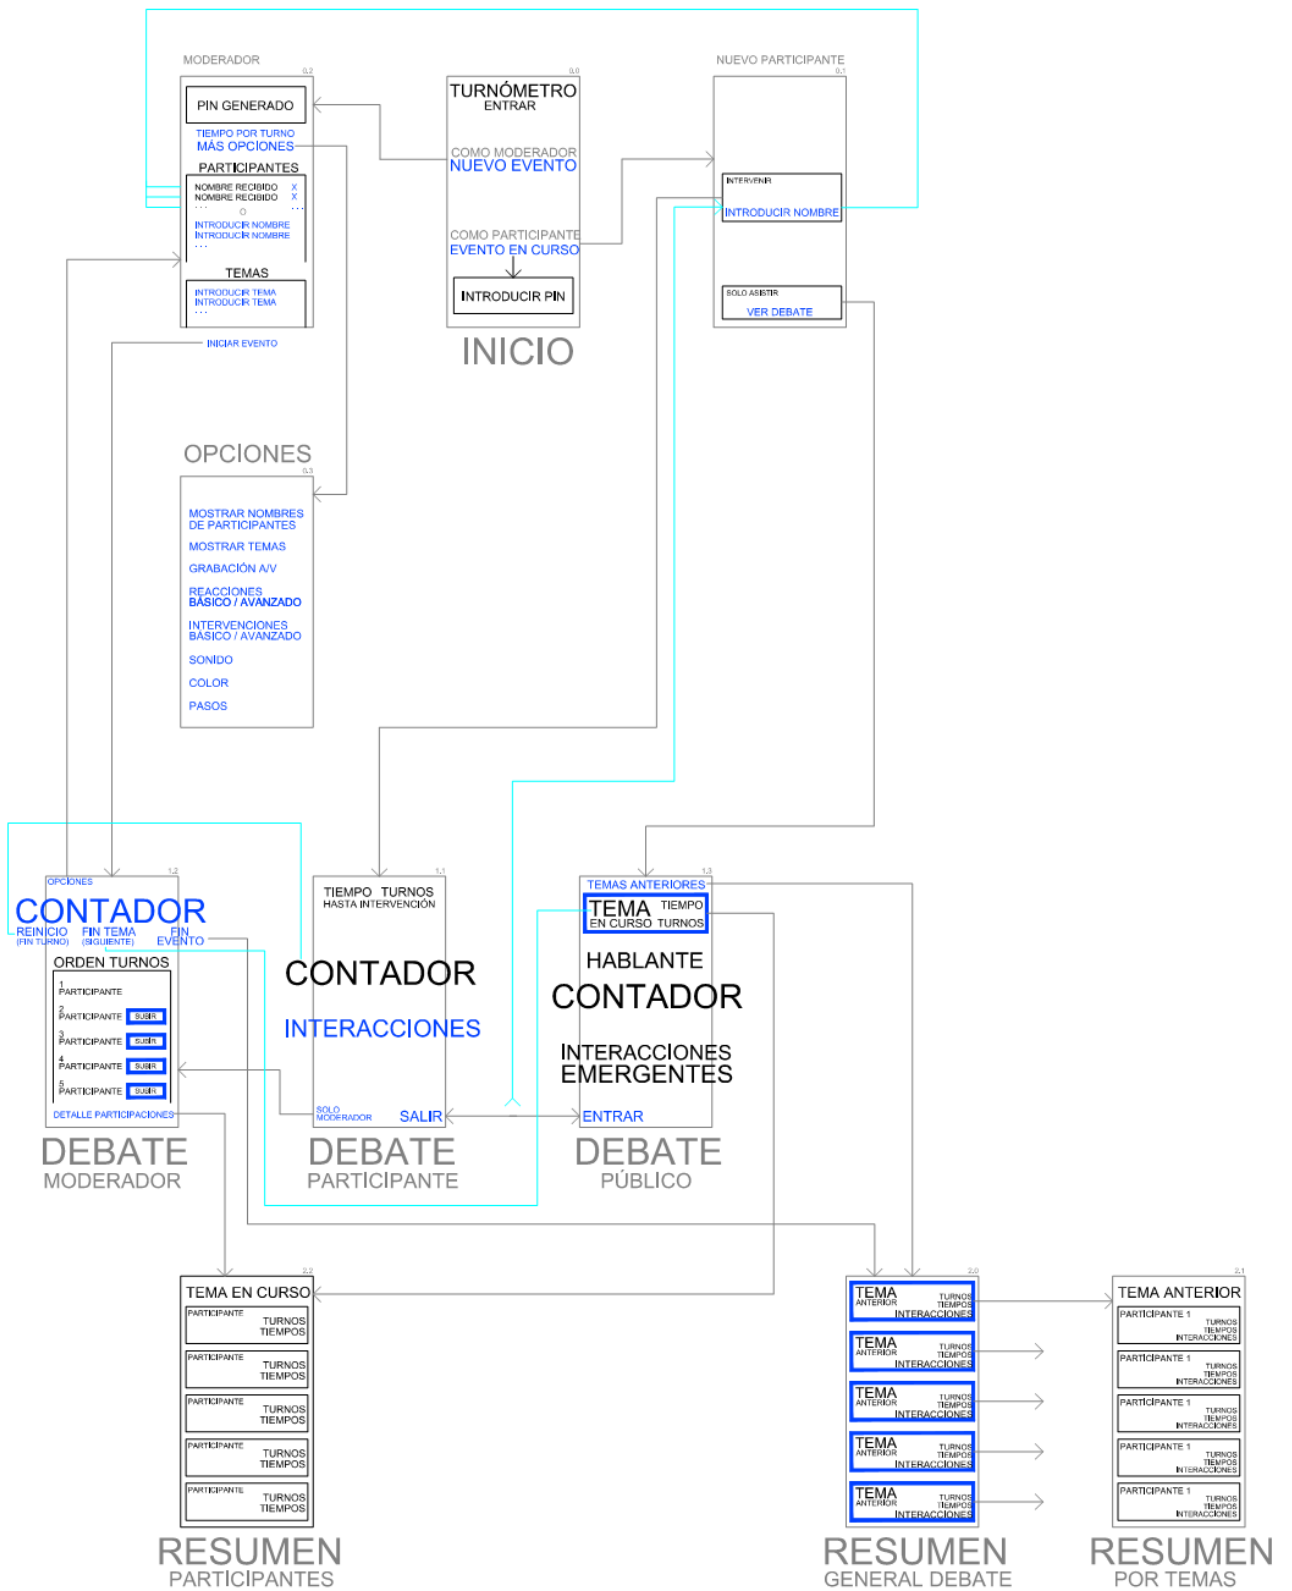 MODERADOR
0.2
PIN GENERADO
TIEMPO POR TURNO
MÁS OPCIONES
PARTICIPANTES
NOMBRE RECIBIDO X
NOMBRE RECIBIDO X
... ...
O
INTRODUCIR NOMBRE
INTRODUCIR NOMBRE
...
TEMAS
INTRODUCIR TEMA
INTRODUCIR TEMA
...
INICIAR EVENTO
0.0
TURNÓMETRO
ENTRAR
COMO MODERADOR
NUEVO EVENTO
COMO PARTICIPANTE
EVENTO EN CURSO
INTRODUCIR PIN
INICIO
NUEVO PARTICIPANTE
0.1
INTERVENIR
INTRODUCIR NOMBRE
SOLO ASISTIR
VER DEBATE
OPCIONES
0.3
MOSTRAR NOMBRES
DE PARTICIPANTES
MOSTRAR TEMAS
GRABACIÓN A/V
REACCIONES
BÁSICO / AVANZADO
INTERVENCIONES
BÁSICO / AVANZADO
SONIDO
COLOR
PASOS
1.2
OPCIONES
CONTADOR
REINICIO FIN TEMA FIN
(FIN TURNO) (SIGUIENTE) EVENTO
ORDEN TURNOS
1
PARTICIPANTE
2
PARTICIPANTE SUBIR
3
PARTICIPANTE SUBIR
4
PARTICIPANTE SUBIR
5
PARTICIPANTE SUBIR
DETALLE PARTICIPACIONES
DEBATE
MODERADOR
1.1
TIEMPO TURNOS
HASTA INTERVENCIÓN
CONTADOR
INTERACCIONES
SOLO
MODERADOR
SALIR
DEBATE
PARTICIPANTE
1.3
TEMAS ANTERIORES
TEMA TIEMPO
EN CURSO TURNOS
HABLANTE
CONTADOR
INTERACCIONES
EMERGENTES
ENTRAR
DEBATE
PÚBLICO
2.2
TEMA EN CURSO
PARTICIPANTE
TURNOS
TIEMPOS
PARTICIPANTE
TURNOS
TIEMPOS
PARTICIPANTE
TURNOS
TIEMPOS
PARTICIPANTE
TURNOS
TIEMPOS
PARTICIPANTE
TURNOS
TIEMPOS
RESUMEN
PARTICIPANTES
2.0
TEMA
ANTERIOR
TURNOS
TIEMPOS
INTERACCIONES
TEMA
ANTERIOR
TURNOS
TIEMPOS
INTERACCIONES
TEMA
ANTERIOR
TURNOS
TIEMPOS
INTERACCIONES
TEMA
ANTERIOR
TURNOS
TIEMPOS
INTERACCIONES
TEMA
ANTERIOR
TURNOS
TIEMPOS
INTERACCIONES
RESUMEN
GENERAL DEBATE
2.1
TEMA ANTERIOR
PARTICIPANTE 1
TURNOS
TIEMPOS
INTERACCIONES
PARTICIPANTE 1
TURNOS
TIEMPOS
INTERACCIONES
PARTICIPANTE 1
TURNOS
TIEMPOS
INTERACCIONES
PARTICIPANTE 1
TURNOS
TIEMPOS
INTERACCIONES
PARTICIPANTE 1
TURNOS
TIEMPOS
INTERACCIONES
RESUMEN
POR TEMAS